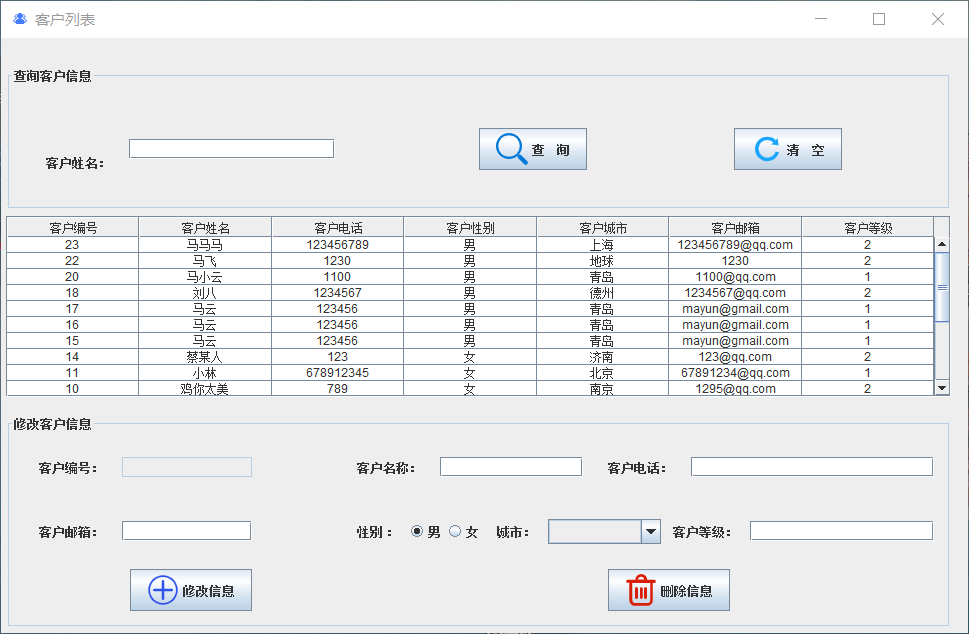 客户列表
查询客户信息
客户姓名：
查 询
清 空
客户编号 客户姓名 客户电话 客户性别 客户城市 客户邮箱 客户等级
23 马马马 123456789 男 上海 123456789@qq.com 2
22 马飞 1230 男 地球 1230 2
20 马小云 1100 男 青岛 1100@qq.com 1
18 刘八 1234567 男 德州 1234567@qq.com 2
17 马云 123456 男 青岛 mayun@gmail.com 1
16 马云 123456 男 青岛 mayun@gmail.com 1
15 马云 123456 男 青岛 mayun@gmail.com 1
14 蔡某人 123 女 济南 123@qq.com 2
11 小林 678912345 女 北京 67891234@qq.com 1
10 鸡你太美 789 女 南京 1295@qq.com 2
修改客户信息
客户编号： 客户名称： 客户电话：
客户邮箱： 性别： 男 女 城市： 客户等级：
修改信息 删除信息